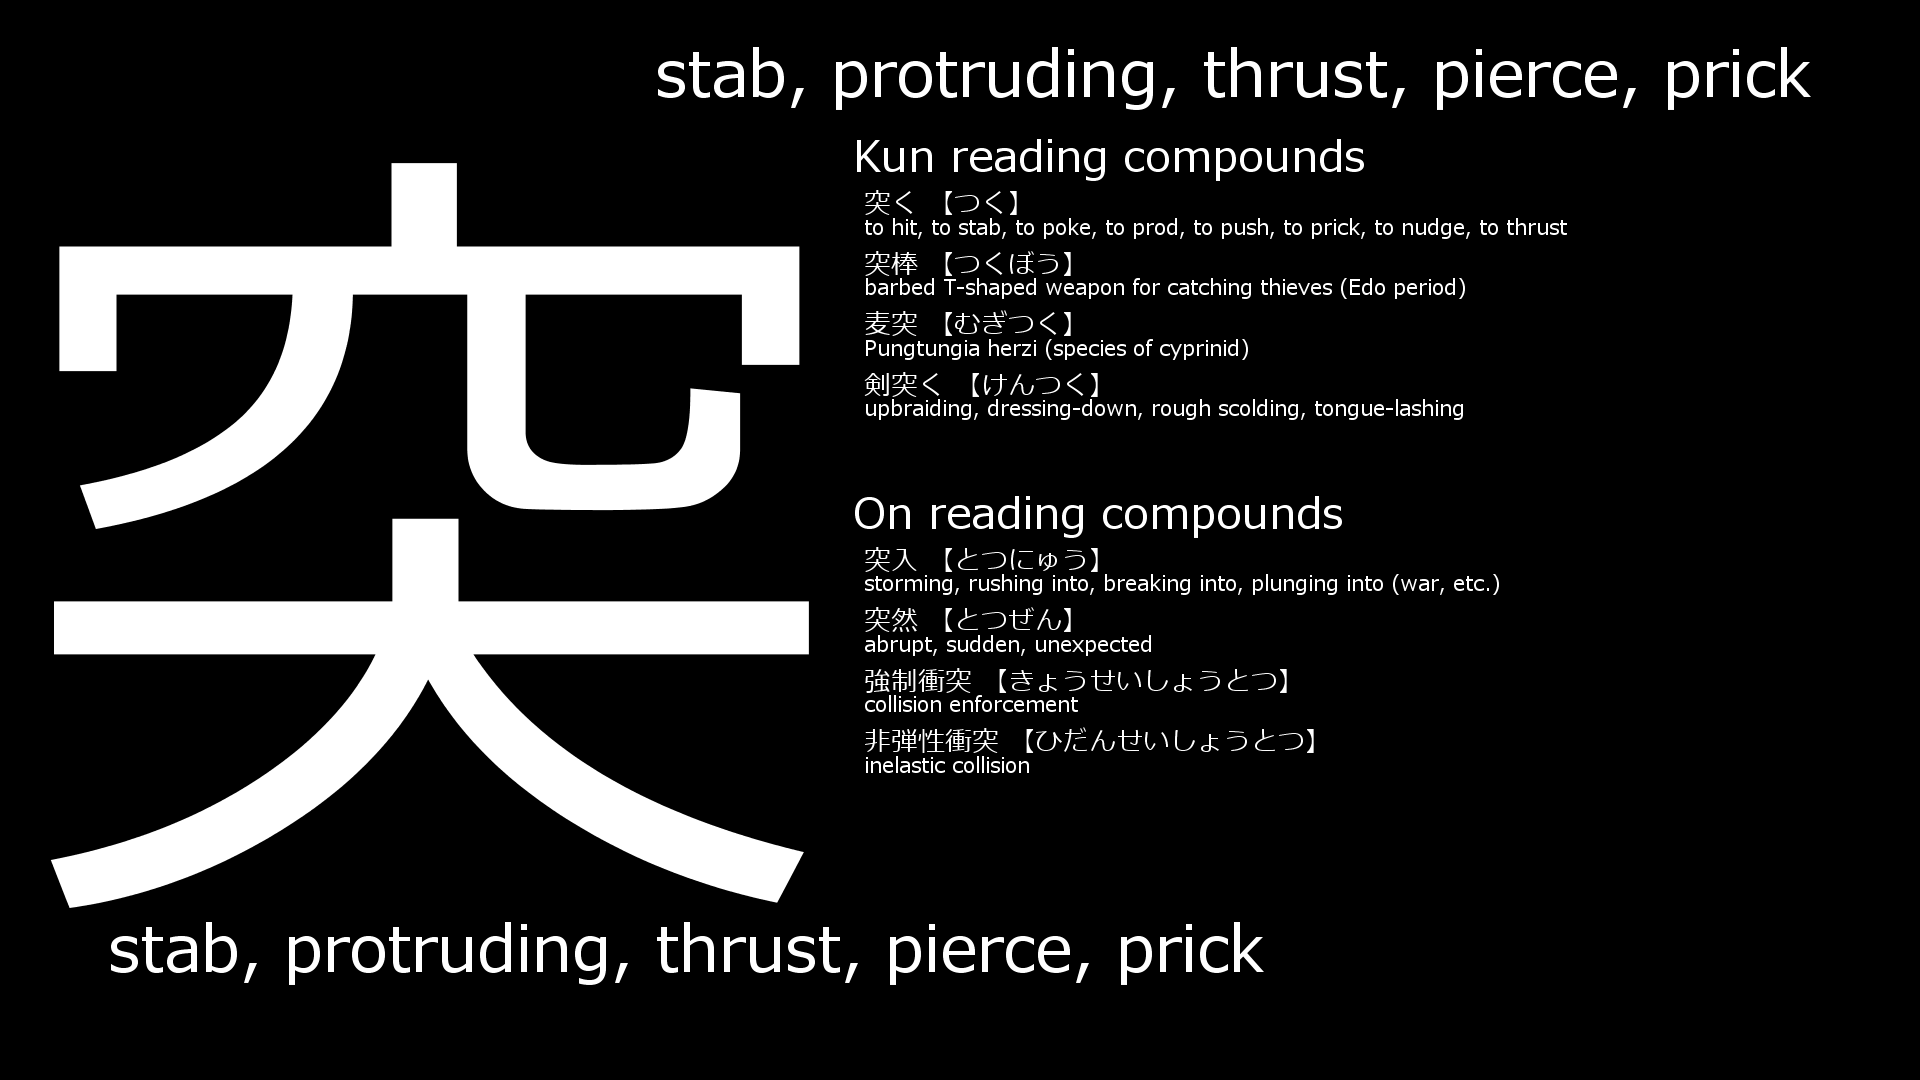 stab, protruding, thrust, pierce, prick
突
Kun reading compounds
突く 【つく】
to hit, to stab, to poke, to prod, to push, to prick, to nudge, to thrust
突棒 【つくぼう】
barbed T-shaped weapon for catching thieves (Edo period)
麦突 【むぎつく】
Pungtungia herzi (species of cyprinid)
剣突く 【けんつく】
upbraiding, dressing-down, rough scolding, tongue-lashing
On reading compounds
突入 【とつにゅう】
storming, rushing into, breaking into, plunging into (war, etc.)
突然 【とつぜん】
abrupt, sudden, unexpected
強制衝突 【きょうせいしょうとつ】
collision enforcement
非弾性衝突 【ひだんせいしょうとつ】
inelastic collision
stab, protruding, thrust, pierce, prick